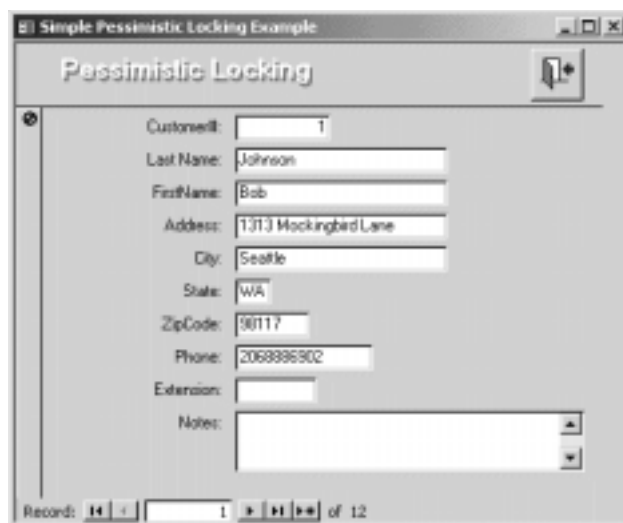 Simple Pessimistic Locking Example
Pessimistic Locking
CustomerID: 1
Last Name: Johnson
FirstName: Bob
Address: 1313 Mockingbird Lane
City: Seattle
State: WA
ZipCode: 98117
Phone: 2068886902
Extension:
Notes:
Record: 1 of 12